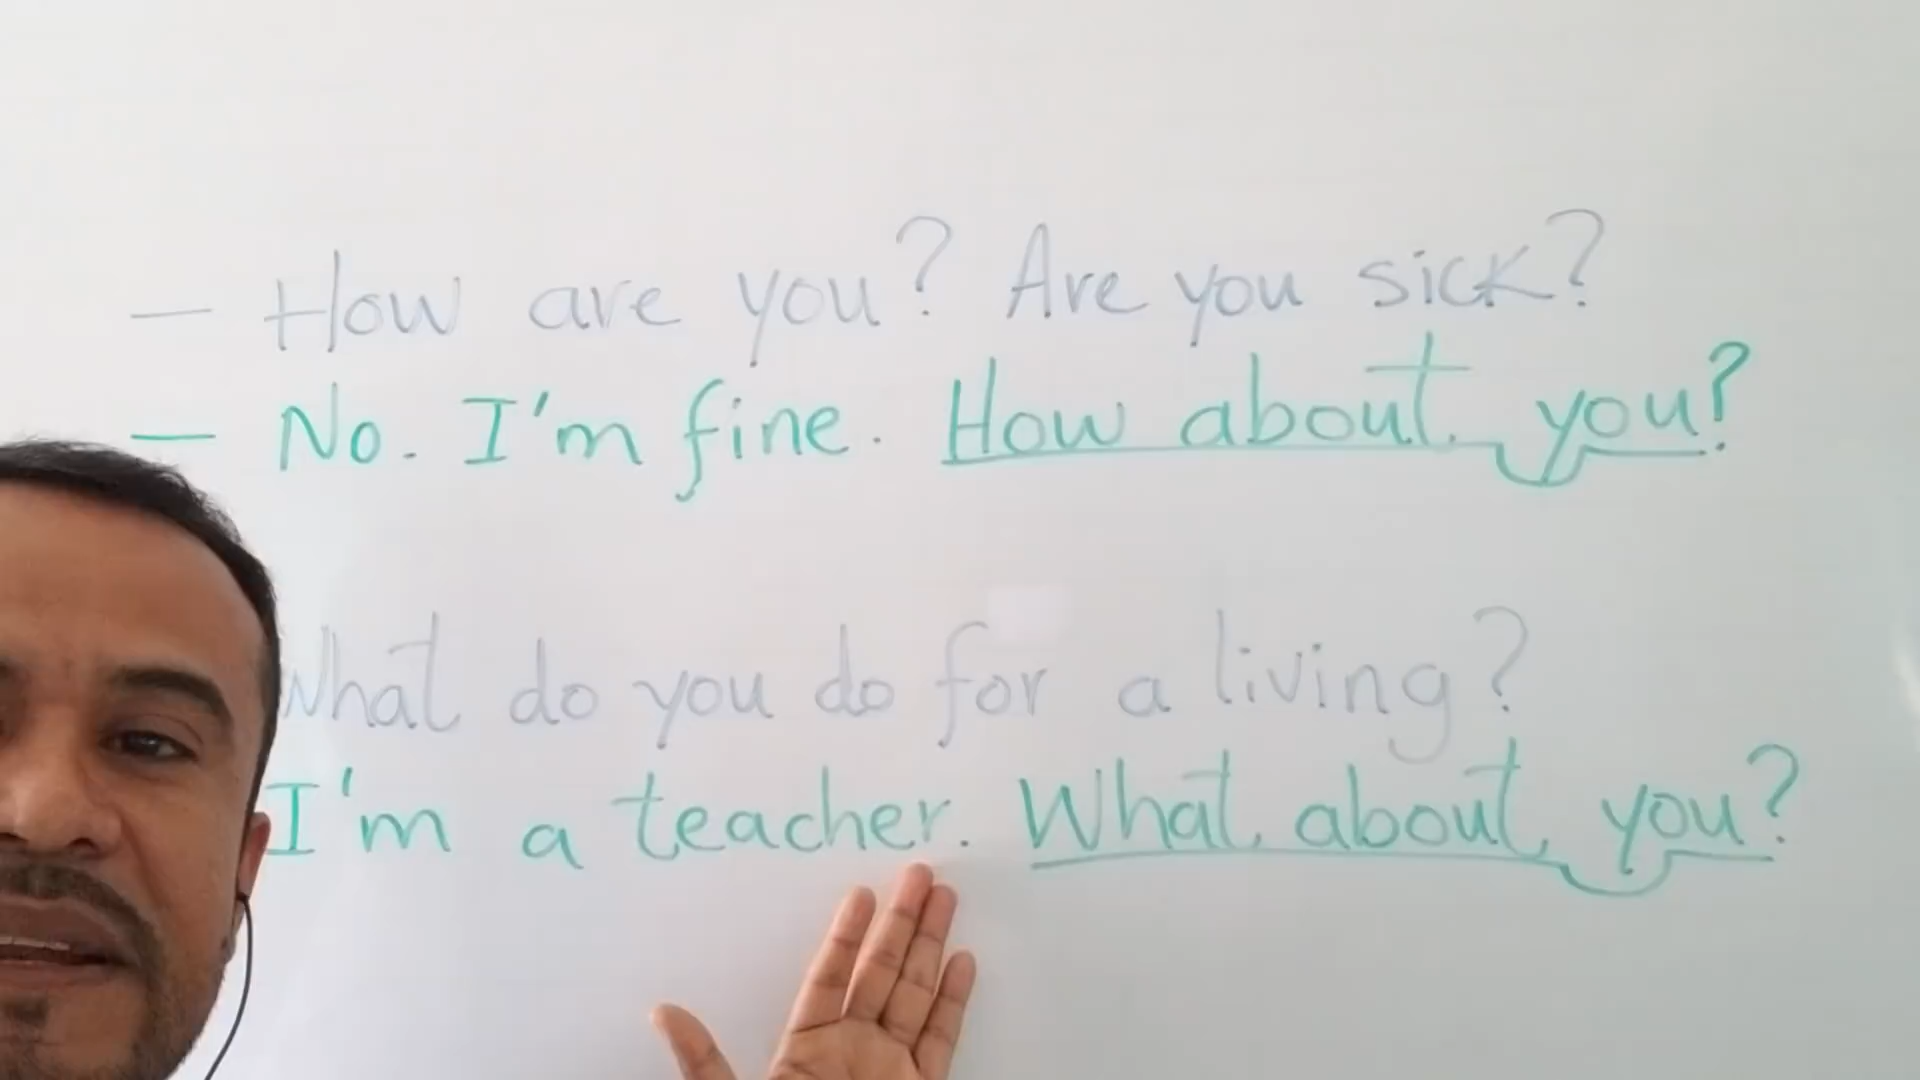 — How are you? Are you sick?
— No. I'm fine. How about you?
What do you do for a living?
I'm a teacher. What about you?